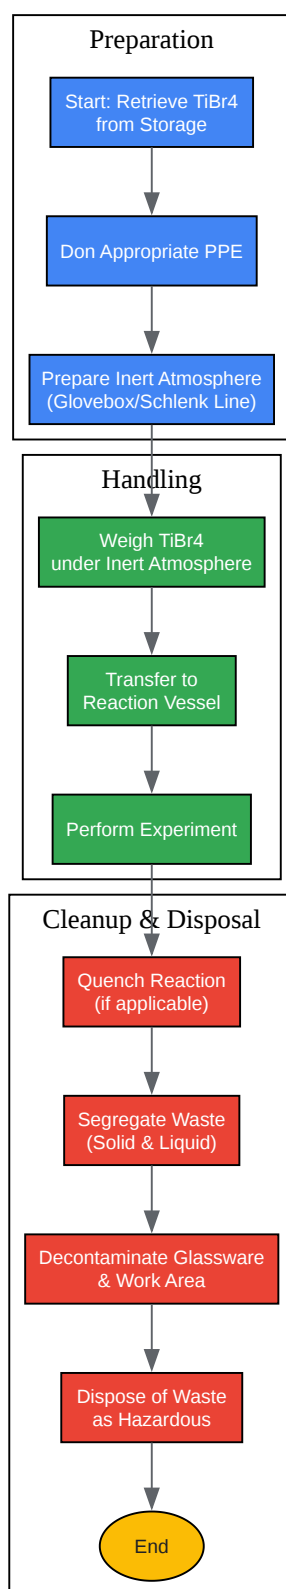 Preparation
Start: Retrieve TiBr4
from Storage
Don Appropriate PPE
Prepare Inert Atmosphere
(Glovebox/Schlenk Line)
Handling
Weigh TiBr4
under Inert Atmosphere
Transfer to
Reaction Vessel
Perform Experiment
Cleanup & Disposal
Quench Reaction
(if applicable)
Segregate Waste
(Solid & Liquid)
Decontaminate Glassware
& Work Area
Dispose of Waste
as Hazardous
End